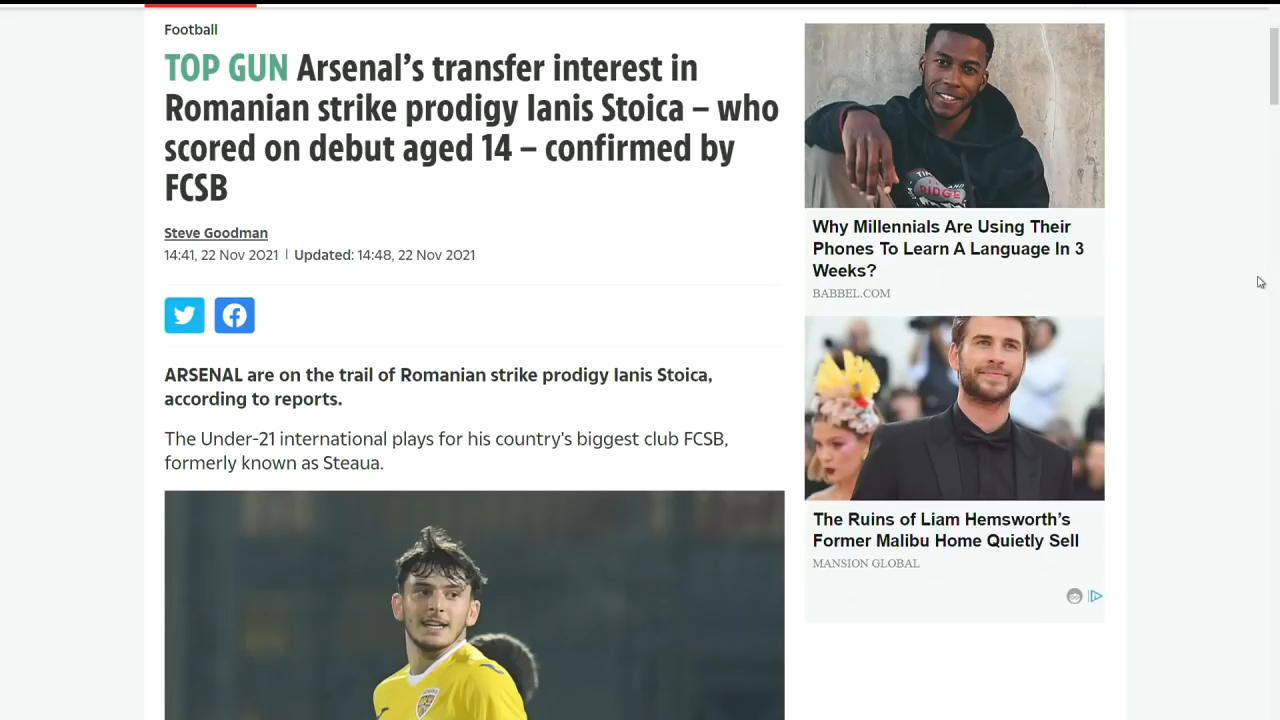 Football
TOP GUN Arsenal’s transfer interest in
Romanian strike prodigy Ianis Stoica – who
scored on debut aged 14 – confirmed by
FCSB
Steve Goodman
14:41, 22 Nov 2021 | Updated: 14:48, 22 Nov 2021
ARSENAL are on the trail of Romanian strike prodigy Ianis Stoica,
according to reports.
The Under-21 international plays for his country's biggest club FCSB,
formerly known as Steaua.
RIDGE
Why Millennials Are Using Their
Phones To Learn A Language In 3
Weeks?
BABBEL.COM
The Ruins of Liam Hemsworth’s
Former Malibu Home Quietly Sell
MANSION GLOBAL